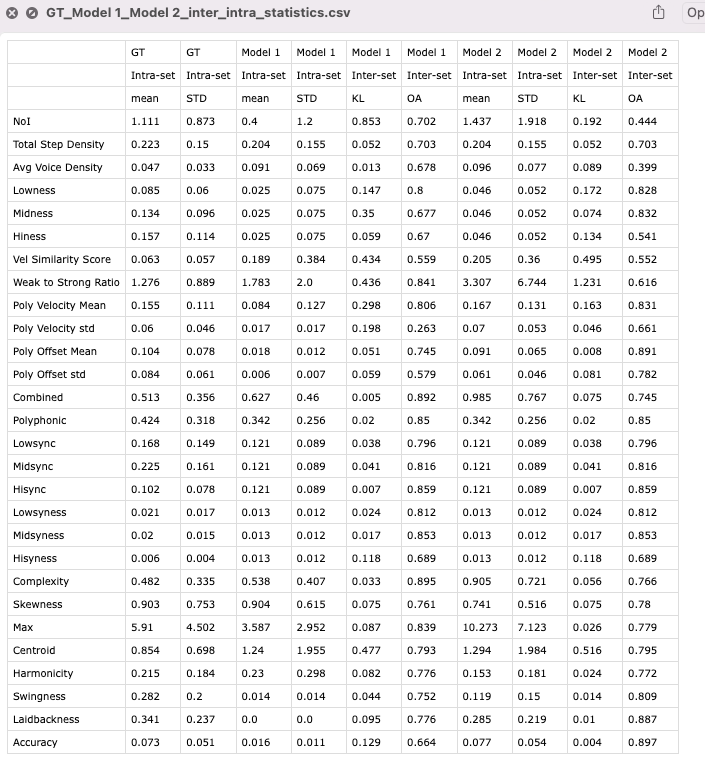 GT_Model 1_Model 2_inter_intra_statistics.csv Op
GT GT Model 1 Model 1 Model 1 Model 1 Model 2 Model 2 Model 2 Model 2
Intra-set Intra-set Intra-set Intra-set Inter-set Inter-set Intra-set Intra-set Inter-set Inter-set
mean STD mean STD KL OA mean STD KL OA
NoI 1.111 0.873 0.4 1.2 0.853 0.702 1.437 1.918 0.192 0.444
Total Step Density 0.223 0.15 0.204 0.155 0.052 0.703 0.204 0.155 0.052 0.703
Avg Voice Density 0.047 0.033 0.091 0.069 0.013 0.678 0.096 0.077 0.089 0.399
Lowness 0.085 0.06 0.025 0.075 0.147 0.8 0.046 0.052 0.172 0.828
Midness 0.134 0.096 0.025 0.075 0.35 0.677 0.046 0.052 0.074 0.832
Hiness 0.157 0.114 0.025 0.075 0.059 0.67 0.046 0.052 0.134 0.541
Vel Similarity Score 0.063 0.057 0.189 0.384 0.434 0.559 0.205 0.36 0.495 0.552
Weak to Strong Ratio 1.276 0.889 1.783 2.0 0.436 0.841 3.307 6.744 1.231 0.616
Poly Velocity Mean 0.155 0.111 0.084 0.127 0.298 0.806 0.167 0.131 0.163 0.831
Poly Velocity std 0.06 0.046 0.017 0.017 0.198 0.263 0.07 0.053 0.046 0.661
Poly Offset Mean 0.104 0.078 0.018 0.012 0.051 0.745 0.091 0.065 0.008 0.891
Poly Offset std 0.084 0.061 0.006 0.007 0.059 0.579 0.061 0.046 0.081 0.782
Combined 0.513 0.356 0.627 0.46 0.005 0.892 0.985 0.767 0.075 0.745
Polyphonic 0.424 0.318 0.342 0.256 0.02 0.85 0.342 0.256 0.02 0.85
Lowsync 0.168 0.149 0.121 0.089 0.038 0.796 0.121 0.089 0.038 0.796
Midsync 0.225 0.161 0.121 0.089 0.041 0.816 0.121 0.089 0.041 0.816
Hisync 0.102 0.078 0.121 0.089 0.007 0.859 0.121 0.089 0.007 0.859
Lowsyness 0.021 0.017 0.013 0.012 0.024 0.812 0.013 0.012 0.024 0.812
Midsyness 0.02 0.015 0.013 0.012 0.017 0.853 0.013 0.012 0.017 0.853
Hisyness 0.006 0.004 0.013 0.012 0.118 0.689 0.013 0.012 0.118 0.689
Complexity 0.482 0.335 0.538 0.407 0.033 0.895 0.905 0.721 0.056 0.766
Skewness 0.903 0.753 0.904 0.615 0.075 0.761 0.741 0.516 0.075 0.78
Max 5.91 4.502 3.587 2.952 0.087 0.839 10.273 7.123 0.026 0.779
Centroid 0.854 0.698 1.24 1.955 0.477 0.793 1.294 1.984 0.516 0.795
Harmonicity 0.215 0.184 0.23 0.298 0.082 0.776 0.153 0.181 0.024 0.772
Swingness 0.282 0.2 0.014 0.014 0.044 0.752 0.119 0.15 0.014 0.809
Laidbackness 0.341 0.237 0.0 0.0 0.095 0.776 0.285 0.219 0.01 0.887
Accuracy 0.073 0.051 0.016 0.011 0.129 0.664 0.077 0.054 0.004 0.897